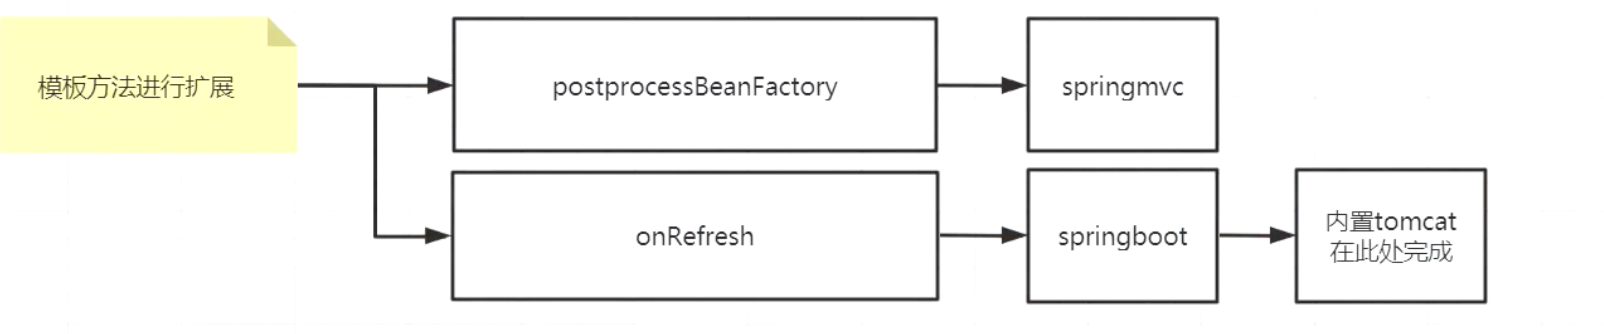 模板方法进行扩展
postprocessBeanFactory
springmvc
onRefresh
springboot
内置tomcat
在此处完成